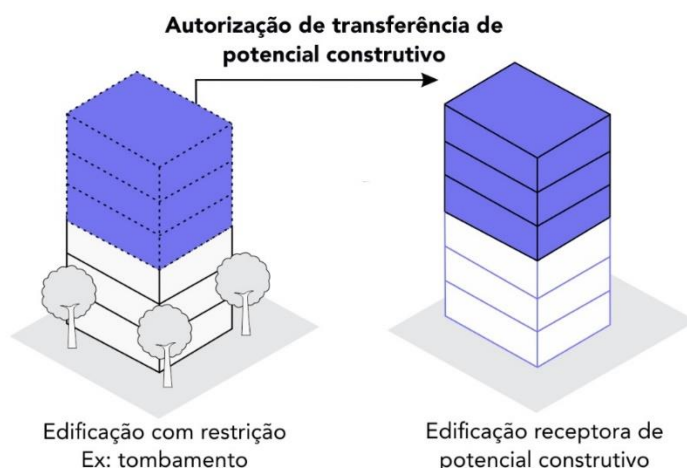 Autorização de transferência de
potencial construtivo
Edificação com restrição
Ex: tombamento
Edificação receptora de
potencial construtivo